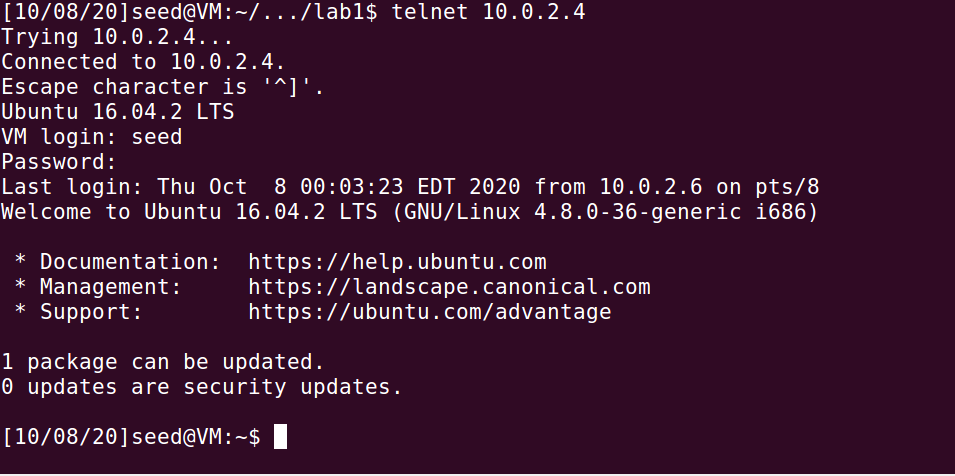 [10/08/20]seed@VM:~/.../lab1$ telnet 10.0.2.4
Trying 10.0.2.4...
Connected to 10.0.2.4.
Escape character is '^]'.
Ubuntu 16.04.2 LTS
VM login: seed
Password:
Last login: Thu Oct  8 00:03:23 EDT 2020 from 10.0.2.6 on pts/8
Welcome to Ubuntu 16.04.2 LTS (GNU/Linux 4.8.0-36-generic i686)
 * Documentation:  https://help.ubuntu.com
 * Management:     https://landscape.canonical.com
 * Support:        https://ubuntu.com/advantage
1 package can be updated.
0 updates are security updates.
[10/08/20]seed@VM:~$